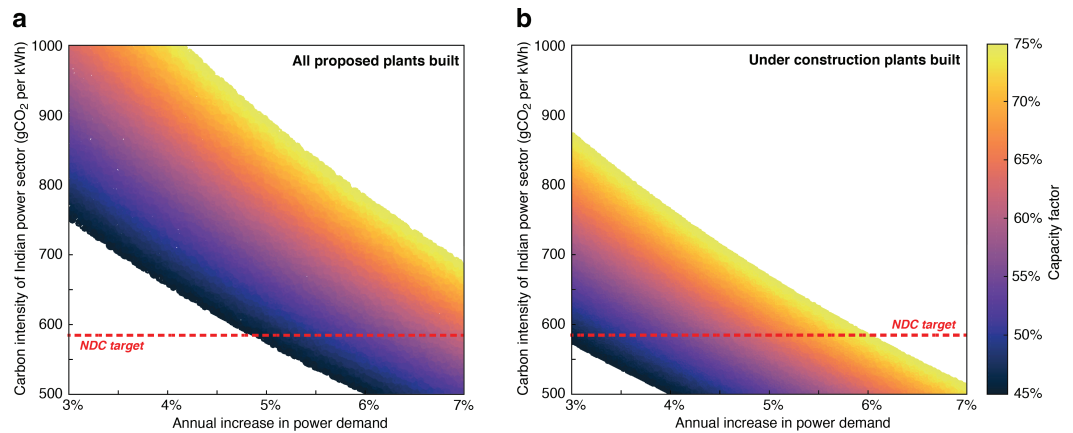 a
All proposed plants built
Carbon intensity of Indian power sector (gCO2 per kWh)
1000
900
800
700
600
500
NDC target
3%
4%
5%
6%
7%
Annual increase in power demand
b
Under construction plants built
Carbon intensity of Indian power sector (gCO2 per kWh)
1000
900
800
700
600
500
NDC target
3%
4%
5%
6%
7%
Annual increase in power demand
75%
70%
65%
60%
55%
50%
45%
Capacity factor